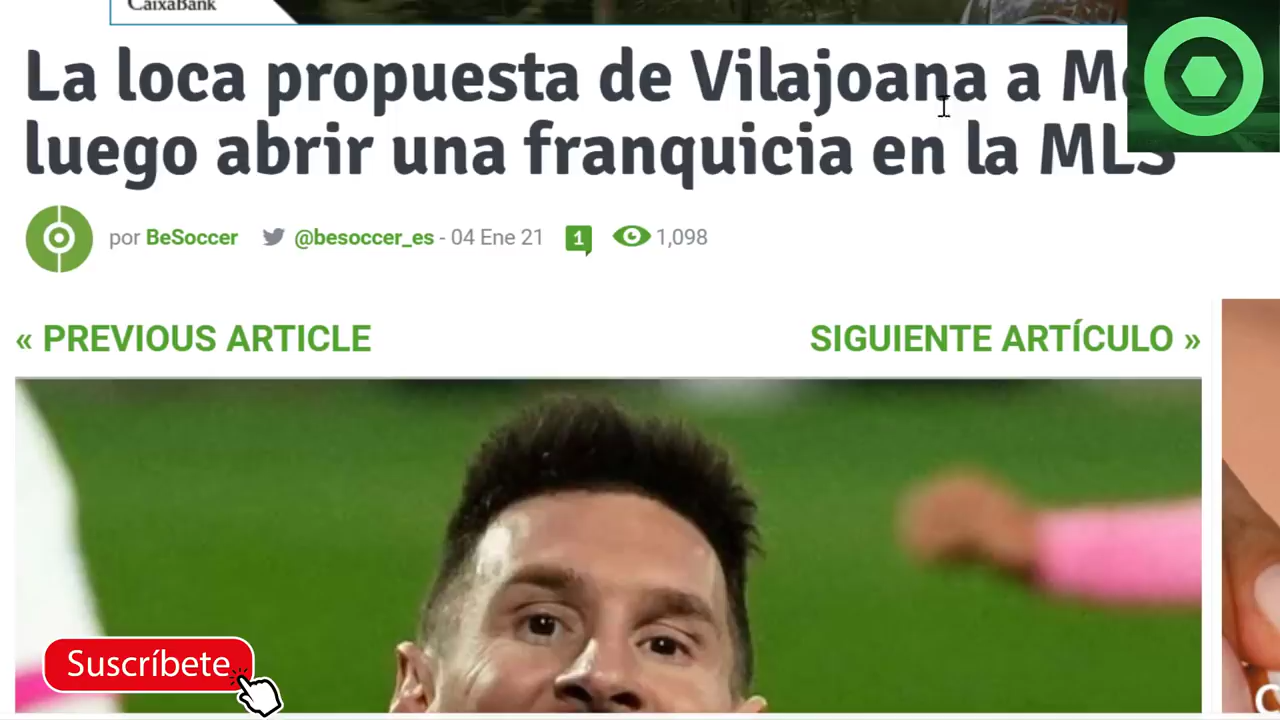 CaixaBank
La loca propuesta de Vilajoana a
luego abrir una franquicia en la MLS
por BeSoccer @besoccer_es - 04 Ene 21 1 1,098
« PREVIOUS ARTICLE SIGUIENTE ARTÍCULO »
Suscríbete